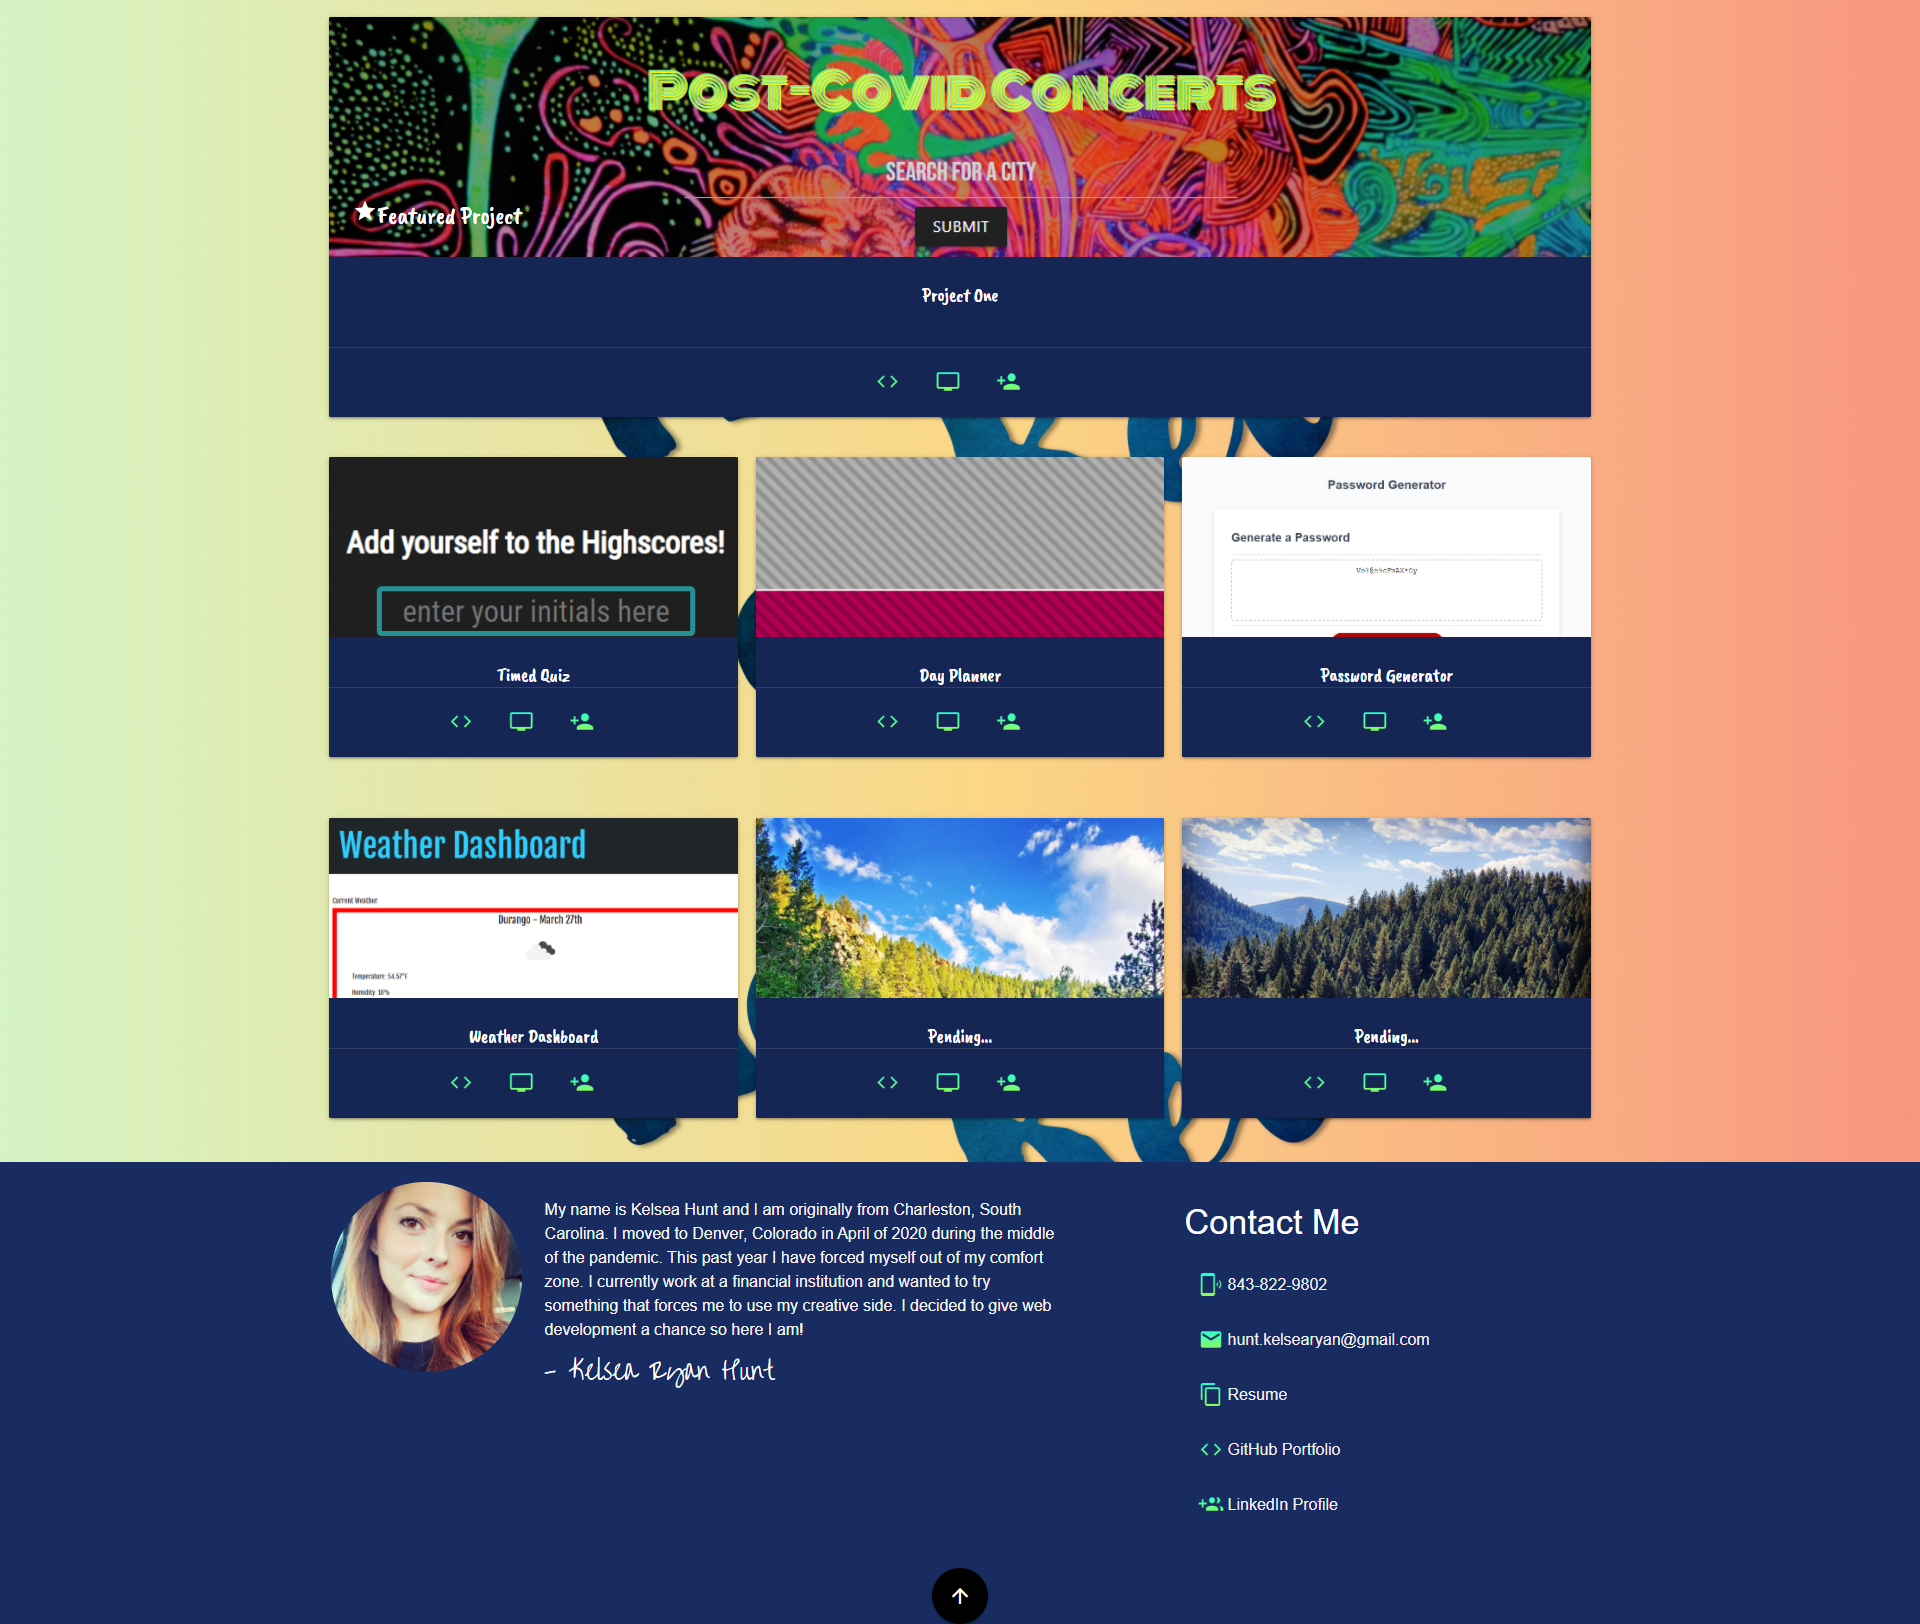 Post-Covid Concerts
SEARCH FOR A CITY
Featured Project
SUBMIT
Project One
Add yourself to the Highscores!
enter your initials here
Timed Quiz
Day Planner
Password Generator
Generate a Password
Password Generator
Weather Dashboard
Current Weather
Durango - March 27th
Temperature: 54.57°F
Humidity: 18%
Weather Dashboard
Pending...
Pending...
My name is Kelsea Hunt and I am originally from Charleston, South
Carolina. I moved to Denver, Colorado in April of 2020 during the middle
of the pandemic. This past year I have forced myself out of my comfort
zone. I currently work at a financial institution and wanted to try
something that forces me to use my creative side. I decided to give web
development a chance so here I am!
- Kelsea Ryan Hunt
Contact Me
843-822-9802
hunt.kelsearyan@gmail.com
Resume
GitHub Portfolio
LinkedIn Profile